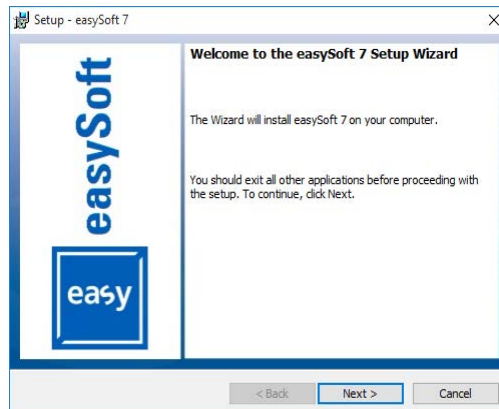 Setup - easySoft 7
easySoft
easy
Welcome to the easySoft 7 Setup Wizard
The Wizard will install easySoft 7 on your computer.
You should exit all other applications before proceeding with
the setup. To continue, click Next.
< Back
Next >
Cancel